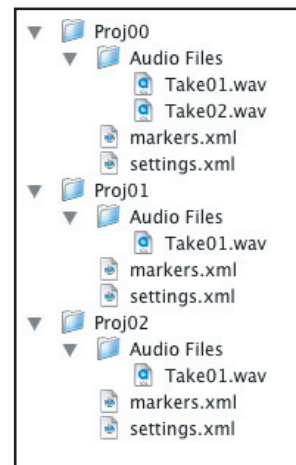 Proj00
Audio Files
Take01.wav
Take02.wav
markers.xml
settings.xml
Proj01
Audio Files
Take01.wav
markers.xml
settings.xml
Proj02
Audio Files
Take01.wav
markers.xml
settings.xml